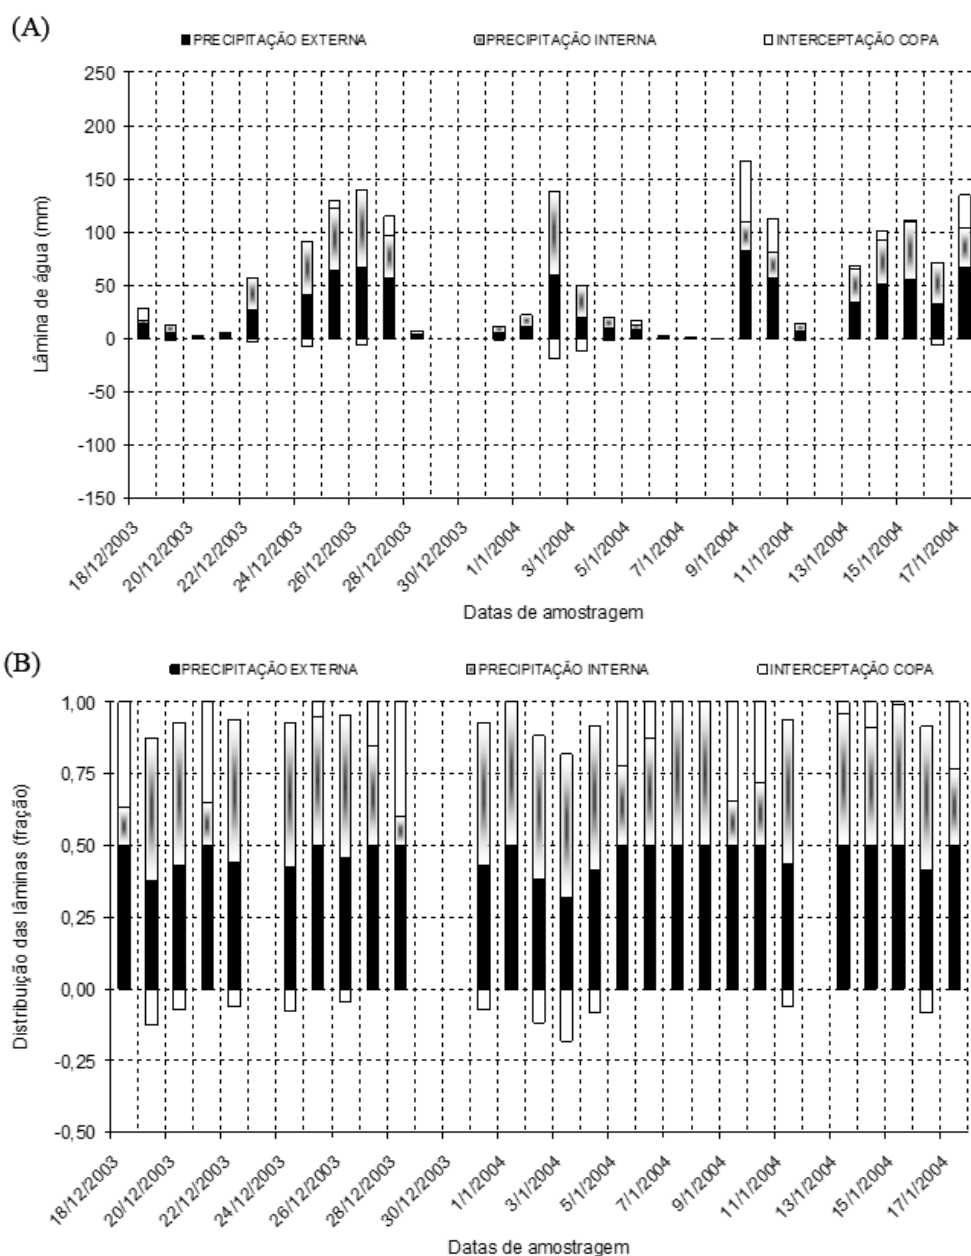 (A)
PRECIPITAÇÃO EXTERNA PRECIPITAÇÃO INTERNA INTERCEPTAÇÃO COPA
250
200
150
100
50
0
-50
-100
-150
Lâmina de água (mm)
18/12/2003 20/12/2003 22/12/2003 24/12/2003 26/12/2003 28/12/2003 30/12/2003 1/1/2004 3/1/2004 5/1/2004 7/1/2004 9/1/2004 11/1/2004 13/1/2004 15/1/2004 17/1/2004
Datas de amostragem
(B)
PRECIPITAÇÃO EXTERNA PRECIPITAÇÃO INTERNA INTERCEPTAÇÃO COPA
1,00
0,75
0,50
0,25
0,00
-0,25
-0,50
Distribuição das lâminas (fração)
18/12/2003 20/12/2003 22/12/2003 24/12/2003 26/12/2003 28/12/2003 30/12/2003 1/1/2004 3/1/2004 5/1/2004 7/1/2004 9/1/2004 11/1/2004 13/1/2004 15/1/2004 17/1/2004
Datas de amostragem